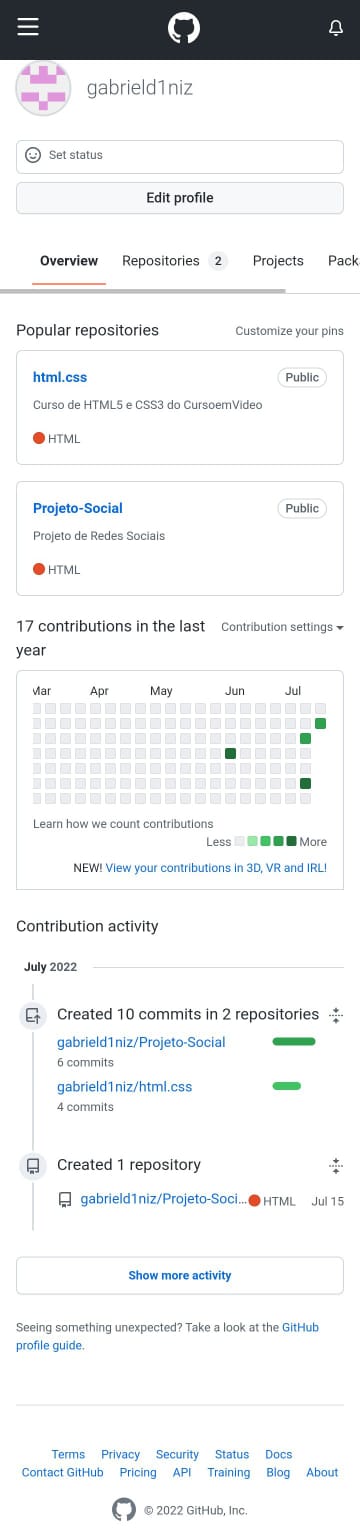 gabrield1niz
Set status
Edit profile
Overview Repositories 2 Projects Pack
Popular repositories Customize your pins
html.css Public
Curso de HTML5 e CSS3 do CursoemVideo
HTML
Projeto-Social Public
Projeto de Redes Sociais
HTML
17 contributions in the last
year
Contribution settings
Mar Apr May Jun Jul
Learn how we count contributions
Less More
NEW! View your contributions in 3D, VR and IRL!
Contribution activity
July 2022
Created 10 commits in 2 repositories
gabrield1niz/Projeto-Social
6 commits
gabrield1niz/html.css
4 commits
Created 1 repository
gabrield1niz/Projeto-Soci... HTML Jul 15
Show more activity
Seeing something unexpected? Take a look at the GitHub
profile guide.
Terms Privacy Security Status Docs
Contact GitHub Pricing API Training Blog About
© 2022 GitHub, Inc.